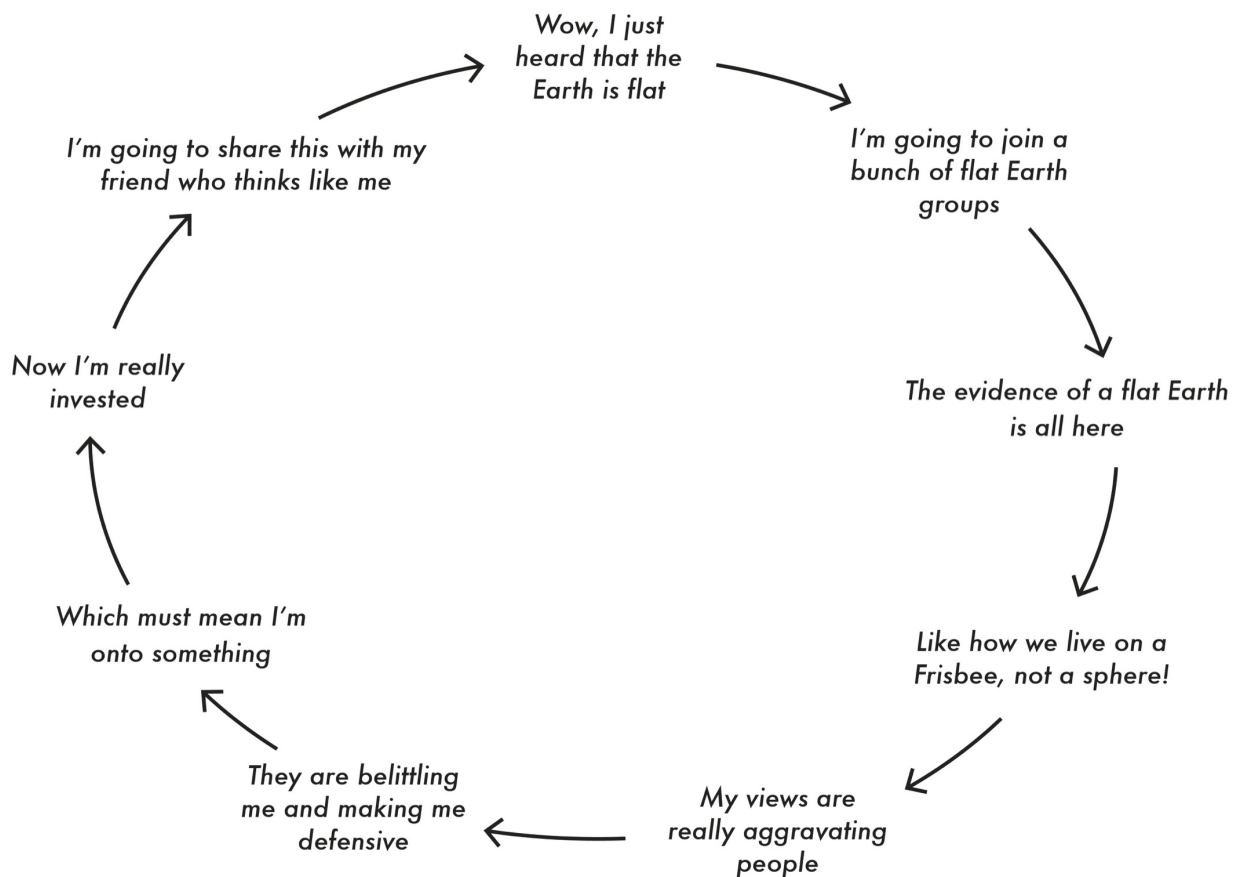 Wow, I just
heard that the
Earth is flat
I'm going to join a
bunch of flat Earth
groups
The evidence of a flat Earth
is all here
Like how we live on a
Frisbee, not a sphere!
My views are
really aggravating
people
They are belittling
me and making me
defensive
Which must mean I'm
onto something
Now I'm really
invested
I'm going to share this with my
friend who thinks like me